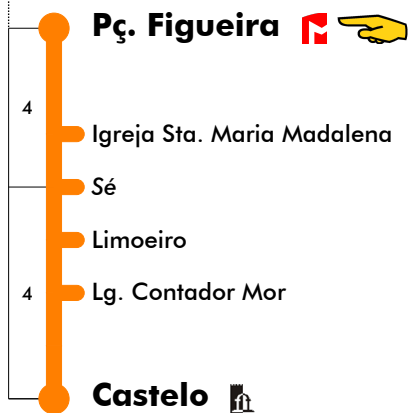 Pç. Figueira
4
Igreja Sta. Maria Madalena
Sé
Limoeiro
4
Lg. Contador Mor
Castelo